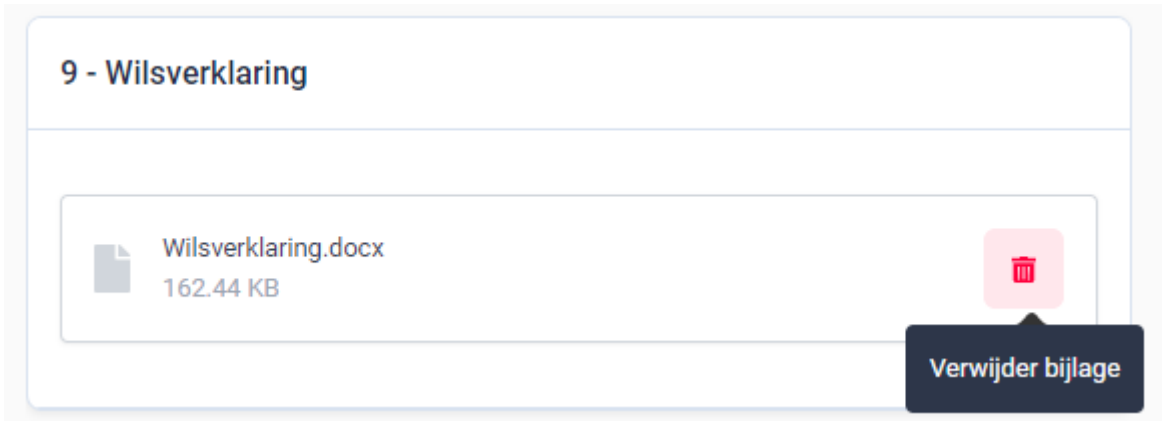 9 - Wilsverklaring
Wilsverklaring.docx
162.44 KB
Verwijder bijlage